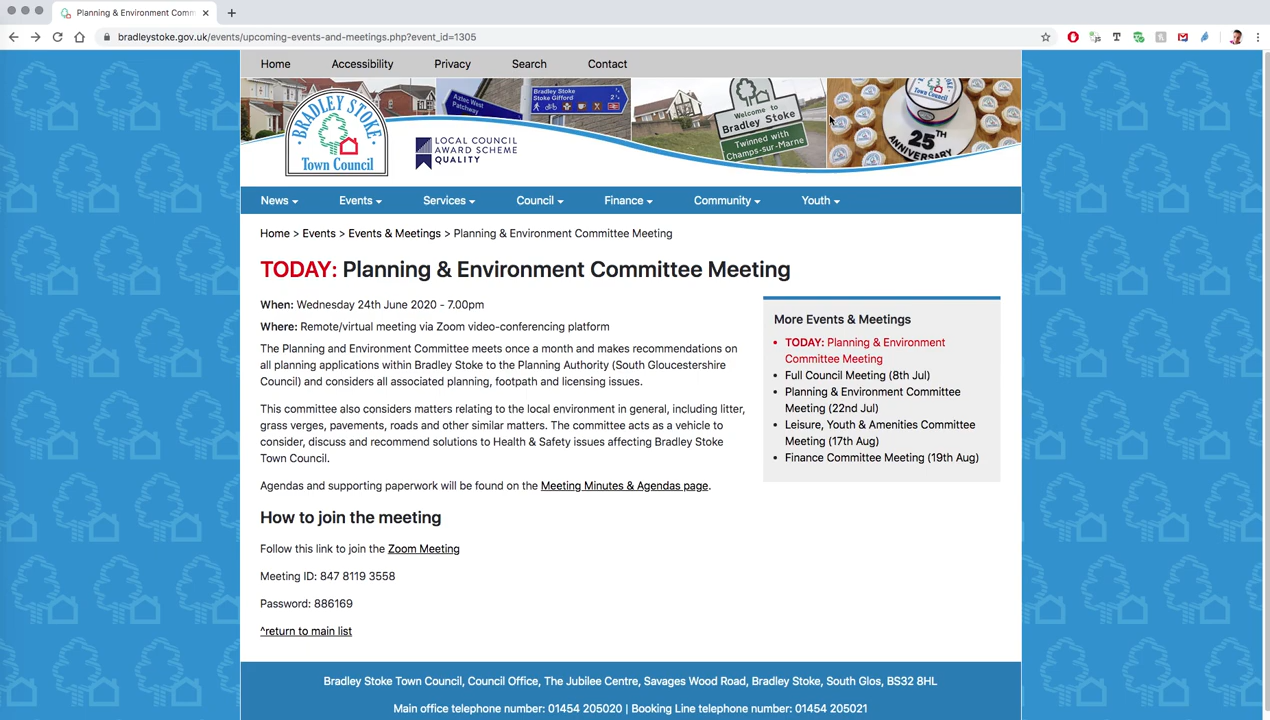 Planning & Environment Comm
bradleystoke.gov.uk/events/upcoming-events-and-meetings.php?event_id=1305
Home Accessibility Privacy Search Contact
BRADLEY STOKE
Town Council
LOCAL COUNCIL
AWARD SCHEME
QUALITY
Aztec West
Patchway
Bradley Stoke
Stoke Gifford
Welcome to
Bradley Stoke
Twinned with
Champs-sur-Marne
Town Council
25TH
ANNIVERSARY
News Events Services Council Finance Community Youth
Home > Events > Events & Meetings > Planning & Environment Committee Meeting
TODAY: Planning & Environment Committee Meeting
When: Wednesday 24th June 2020 - 7.00pm
Where: Remote/virtual meeting via Zoom video-conferencing platform
The Planning and Environment Committee meets once a month and makes recommendations on
all planning applications within Bradley Stoke to the Planning Authority (South Gloucestershire
Council) and considers all associated planning, footpath and licensing issues.
This committee also considers matters relating to the local environment in general, including litter,
grass verges, pavements, roads and other similar matters. The committee acts as a vehicle to
consider, discuss and recommend solutions to Health & Safety issues affecting Bradley Stoke
Town Council.
Agendas and supporting paperwork will be found on the Meeting Minutes & Agendas page.
How to join the meeting
Follow this link to join the Zoom Meeting
Meeting ID: 847 8119 3558
Password: 886169
^return to main list
More Events & Meetings
TODAY: Planning & Environment
Committee Meeting
Full Council Meeting (8th Jul)
Planning & Environment Committee
Meeting (22nd Jul)
Leisure, Youth & Amenities Committee
Meeting (17th Aug)
Finance Committee Meeting (19th Aug)
Bradley Stoke Town Council, Council Office, The Jubilee Centre, Savages Wood Road, Bradley Stoke, South Glos, BS32 8HL
Main office telephone number: 01454 205020 | Booking Line telephone number: 01454 205021